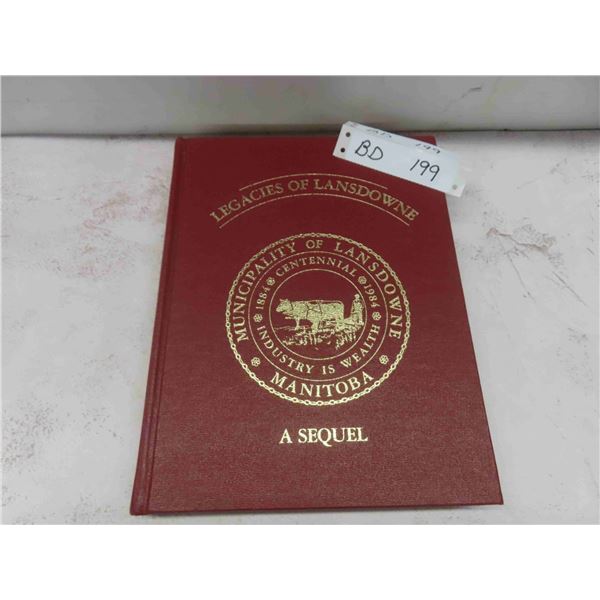 BD 199
LEGACIES OF LANSDOWNE
MUNICIPALITY OF LANSDOWNE
CENTENNIAL
1884 1984
INDUSTRY IS WEALTH
MANITOBA
A SEQUEL